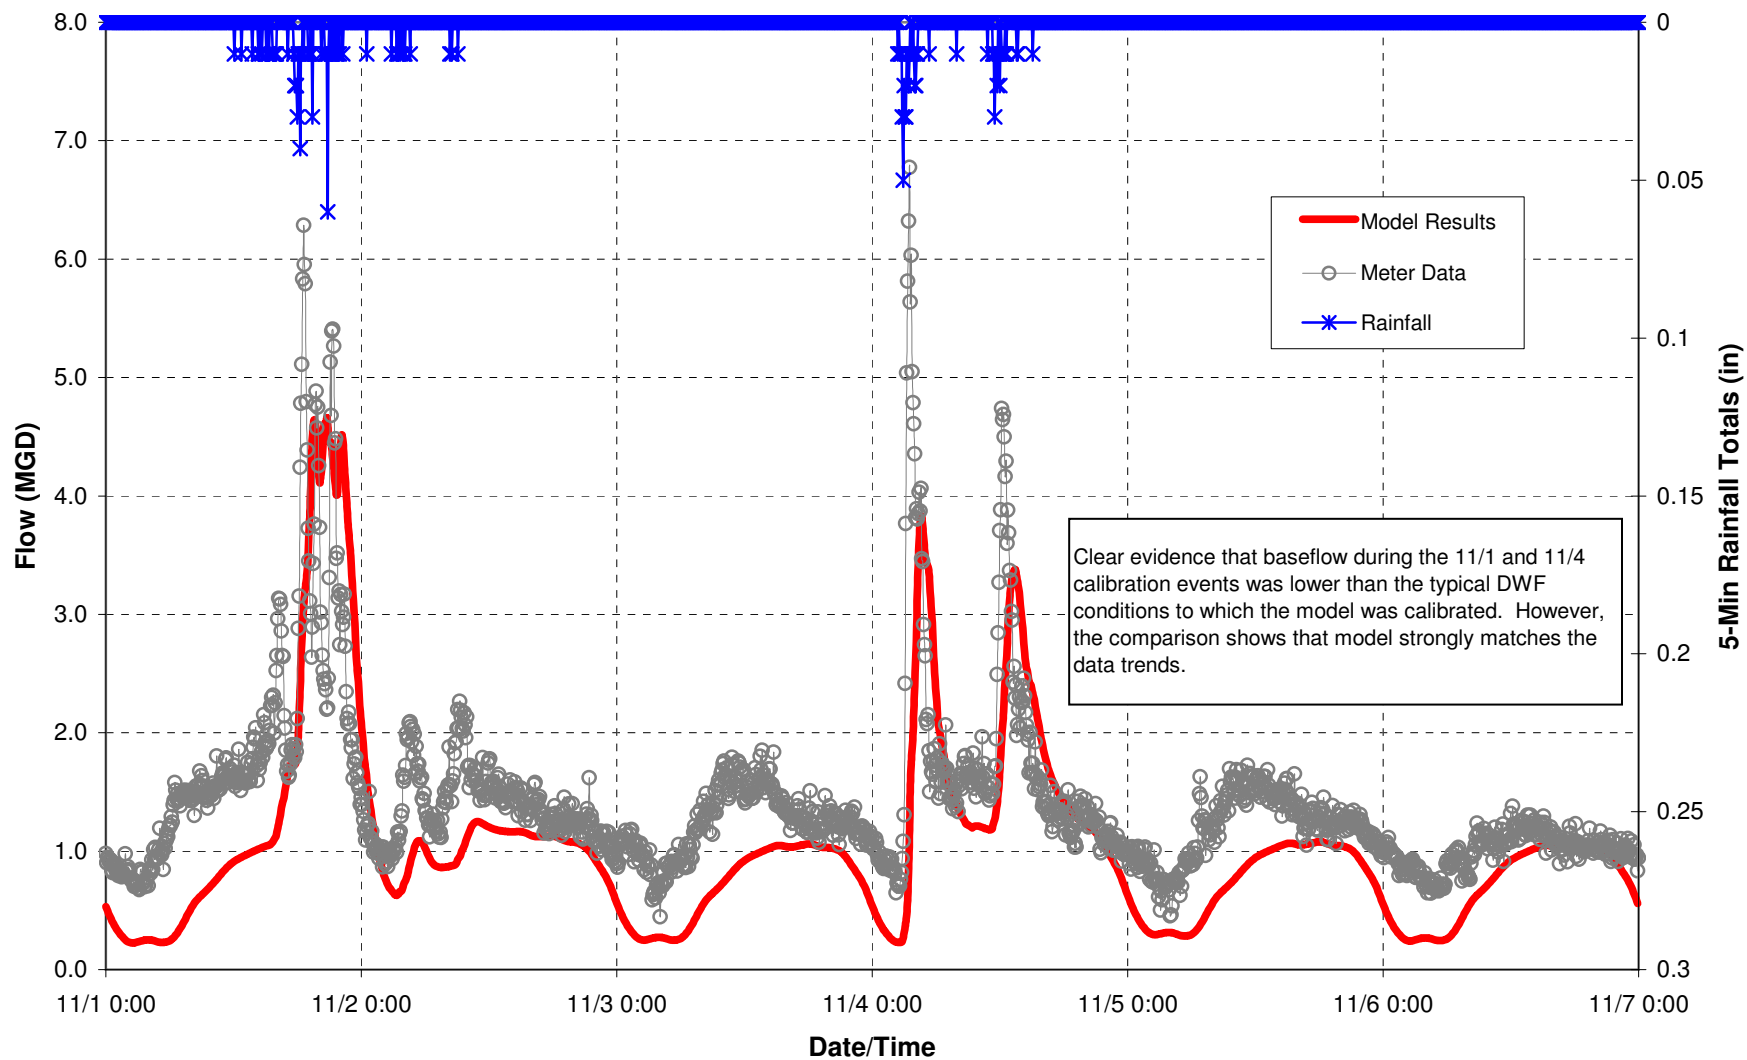 8.0
7.0
6.0
5.0
4.0
3.0
2.0
1.0
0.0
Flow (MGD)
0
0.05
0.1
0.15
0.2
0.25
0.3
5-Min Rainfall Totals (in)
Model Results
Meter Data
Rainfall
Clear evidence that baseflow during the 11/1 and 11/4
calibration events was lower than the typical DWF
conditions to which the model was calibrated.  However,
the comparison shows that model strongly matches the
data trends.
11/1 0:00
11/2 0:00
11/3 0:00
11/4 0:00
11/5 0:00
11/6 0:00
11/7 0:00
Date/Time